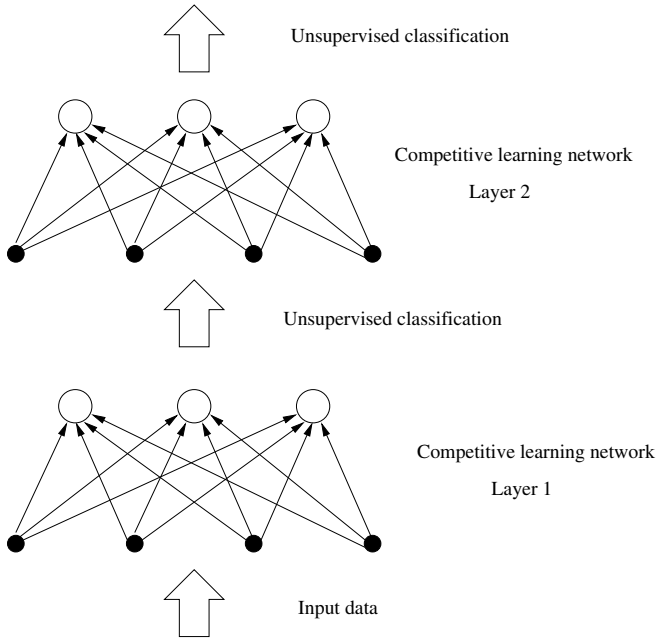 Unsupervised classification
Competitive learning network
Layer 2
Unsupervised classification
Competitive learning network
Layer 1
Input data